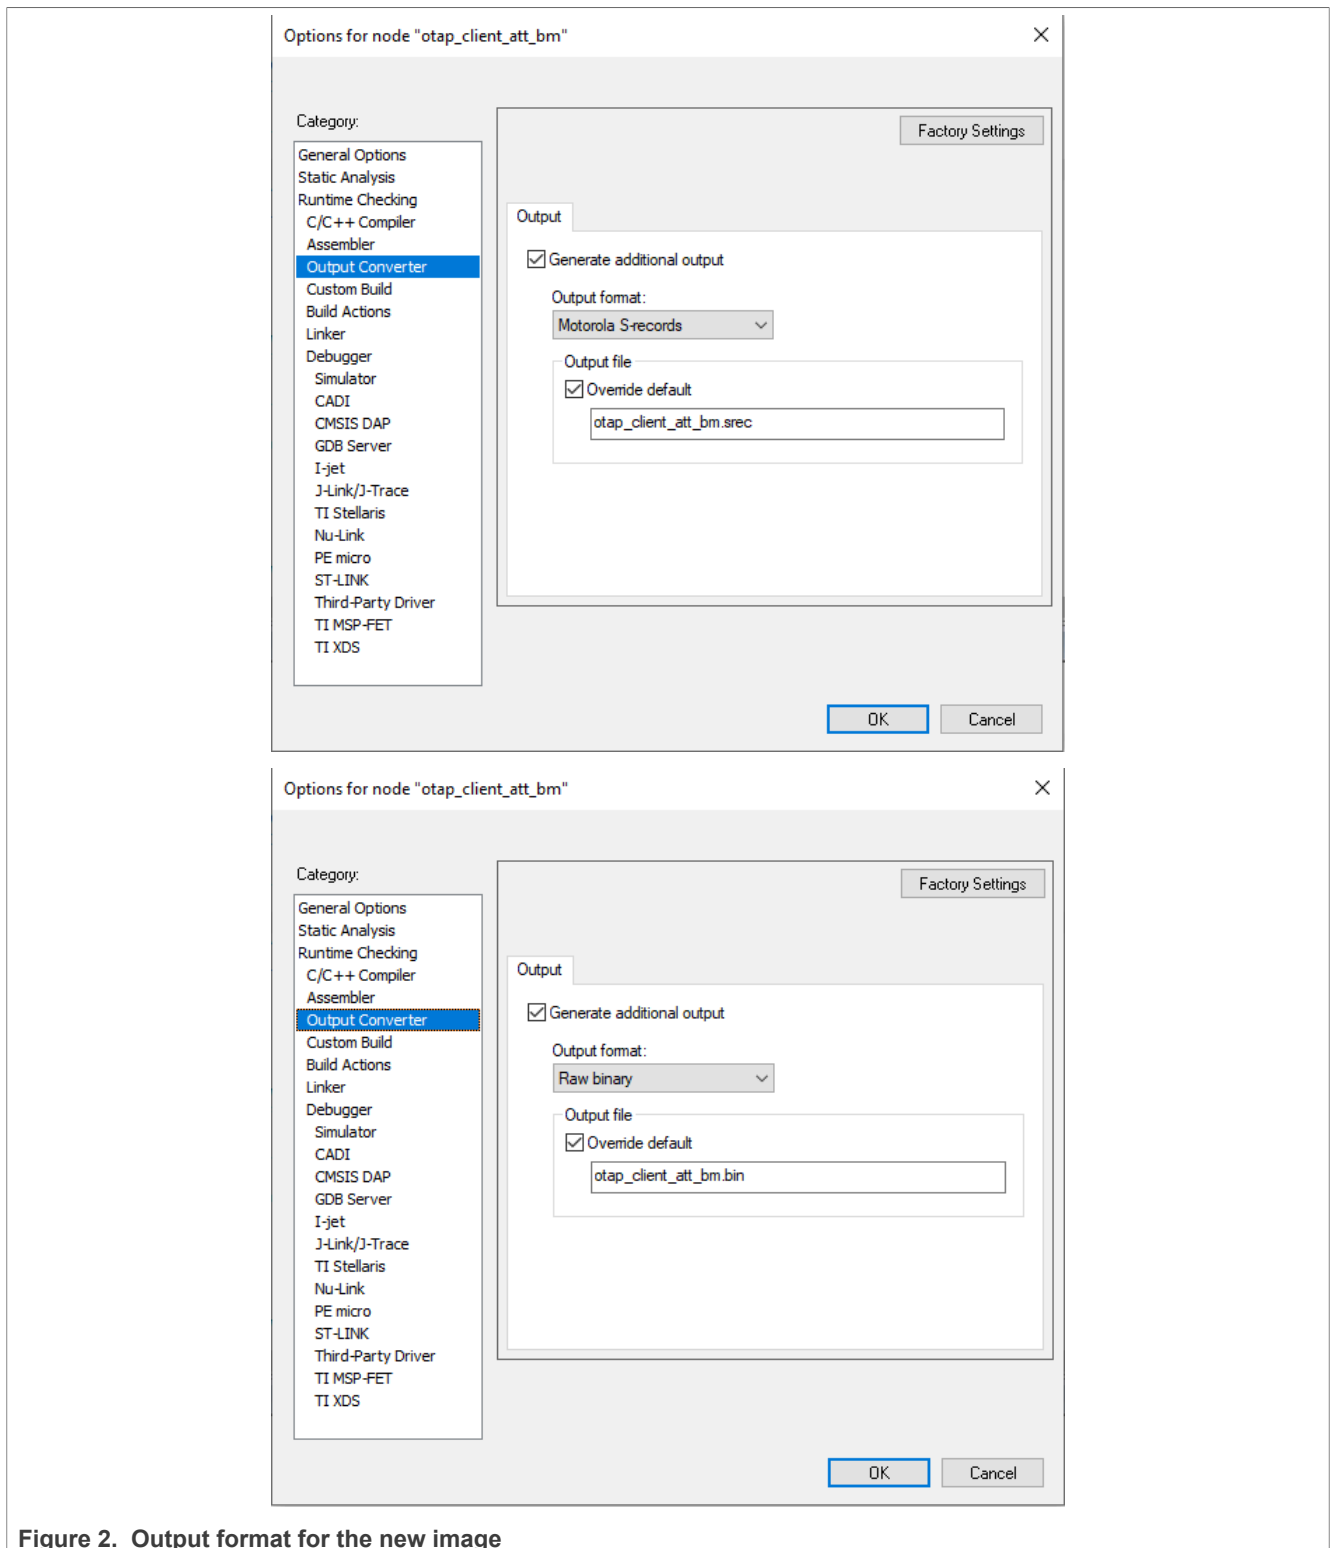 Options for node "otap_client_att_bm"
Category:
Factory Settings
General Options
Static Analysis
Runtime Checking
C/C++ Compiler
Assembler
Output Converter
Custom Build
Build Actions
Linker
Debugger
Simulator
CADI
CMSIS DAP
GDB Server
I-jet
J-Link/J-Trace
TI Stellaris
Nu-Link
PE micro
ST-LINK
Third-Party Driver
TI MSP-FET
TI XDS
Output
Generate additional output
Output format:
Motorola S-records
Output file
Override default
otap_client_att_bm.srec
OK
Cancel
Options for node "otap_client_att_bm"
Category:
Factory Settings
General Options
Static Analysis
Runtime Checking
C/C++ Compiler
Assembler
Output Converter
Custom Build
Build Actions
Linker
Debugger
Simulator
CADI
CMSIS DAP
GDB Server
I-jet
J-Link/J-Trace
TI Stellaris
Nu-Link
PE micro
ST-LINK
Third-Party Driver
TI MSP-FET
TI XDS
Output
Generate additional output
Output format:
Raw binary
Output file
Override default
otap_client_att_bm.bin
OK
Cancel
Figure 2. Output format for the new image